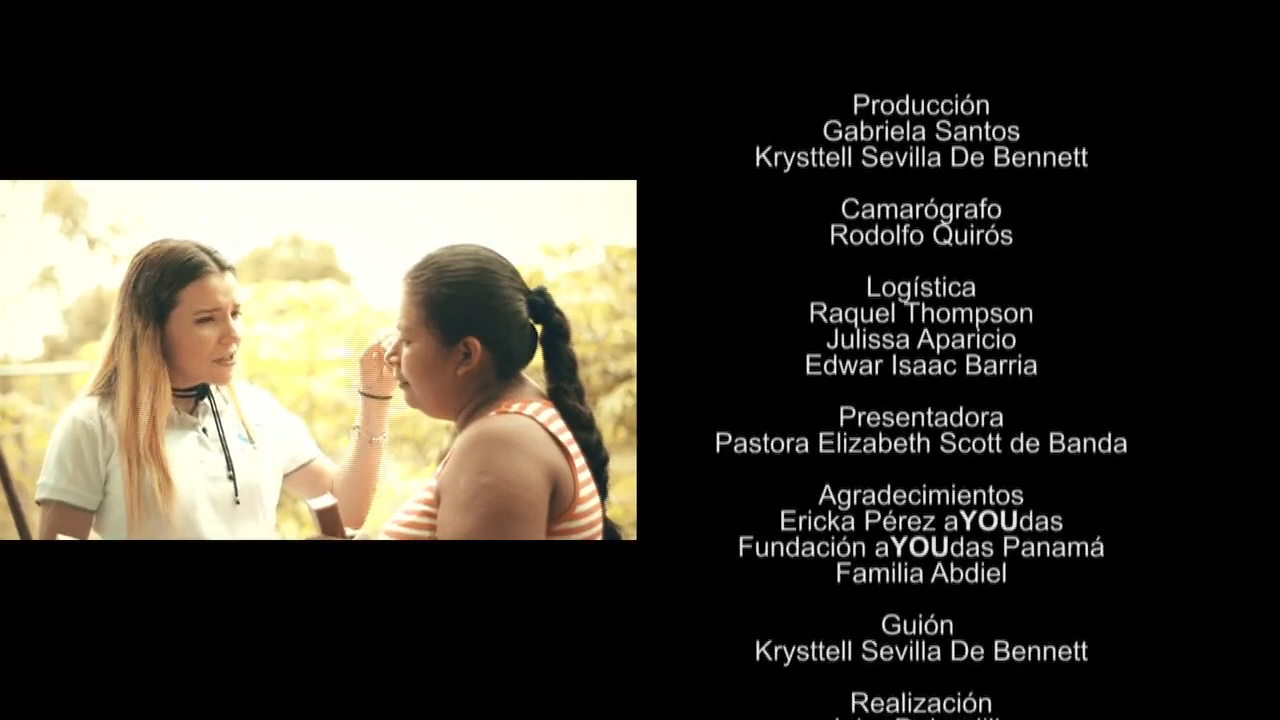 Producción
Gabriela Santos
Krysttell Sevilla De Bennett
Camarógrafo
Rodolfo Quirós
Logística
Raquel Thompson
Julissa Aparicio
Edwar Isaac Barria
Presentadora
Pastora Elizabeth Scott de Banda
Agradecimientos
Ericka Pérez aYOUdas
Fundación aYOUdas Panamá
Familia Abdiel
Guión
Krysttell Sevilla De Bennett
Realización